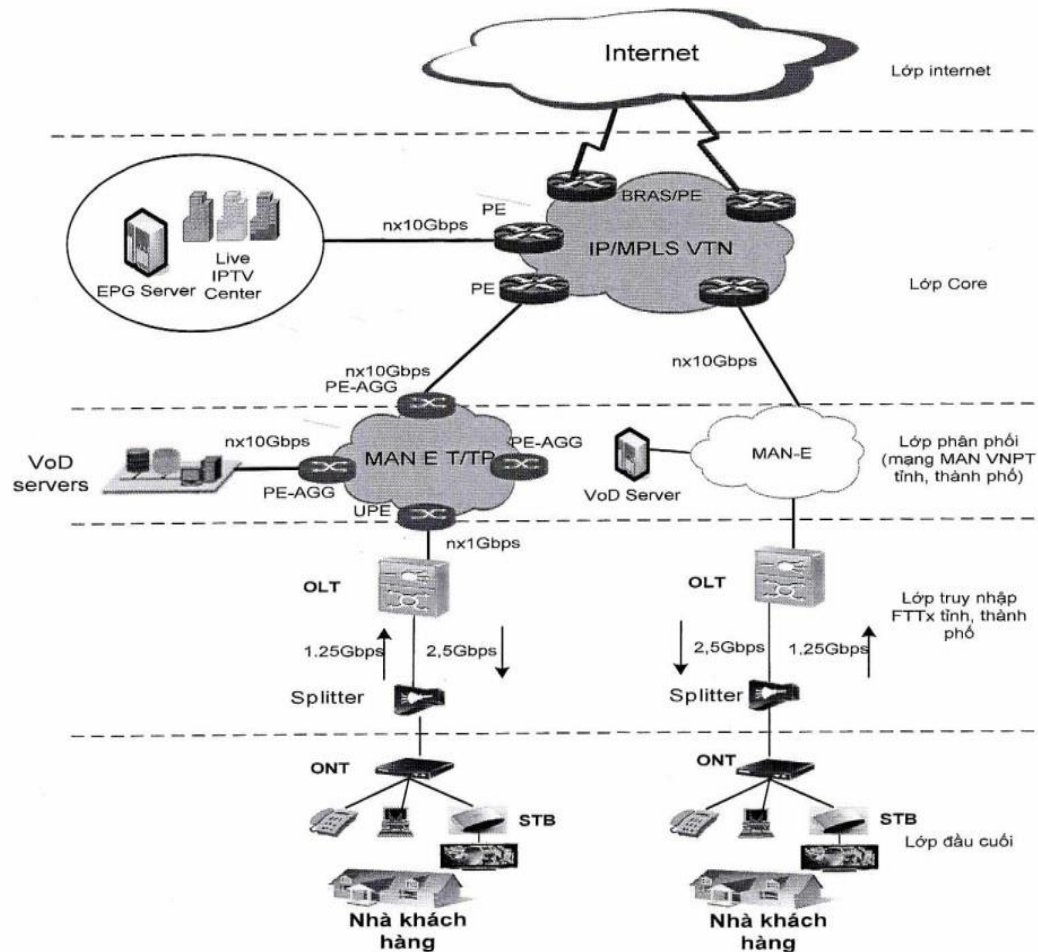 Internet
Lớp internet
BRAS/PE
PE
nx10Gbps
IP/MPLS VTN
Live
IPTV
Center
EPG Server
PE
Lớp Core
nx10Gbps
PE-AGG
nx10Gbps
nx10Gbps
VoD
servers
PE-AGG
MAN E T/TP
PE-AGG
UPE
MAN-E
VoD Server
Lớp phân phối
(mạng MAN VNPT
tỉnh, thành phố)
nx1Gbps
OLT
OLT
Lớp truy nhập
FTTx tỉnh, thành
phố
1.25Gbps
2,5Gbps
2,5Gbps
1.25Gbps
Splitter
Splitter
ONT
ONT
STB
STB
Lớp đầu cuối
Nhà khách
hàng
Nhà khách
hàng